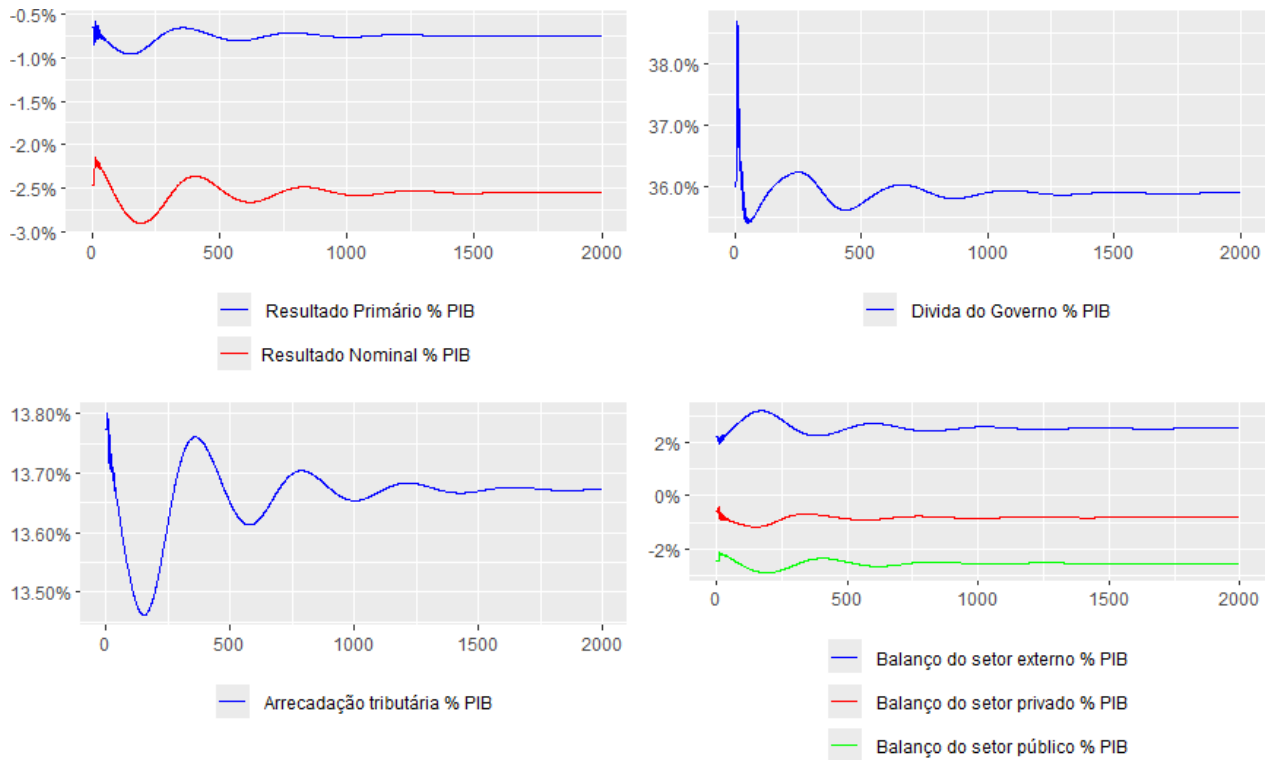 -0.5%
-1.0%
-1.5%
-2.0%
-2.5%
-3.0%
0 500 1000 1500 2000
Resultado Primário % PIB
Resultado Nominal % PIB
38.0%
37.0%
36.0%
0 500 1000 1500 2000
Divida do Governo % PIB
13.80%
13.70%
13.60%
13.50%
0 500 1000 1500 2000
Arrecadação tributária % PIB
2%
0%
-2%
0 500 1000 1500 2000
Balanço do setor externo % PIB
Balanço do setor privado % PIB
Balanço do setor público % PIB